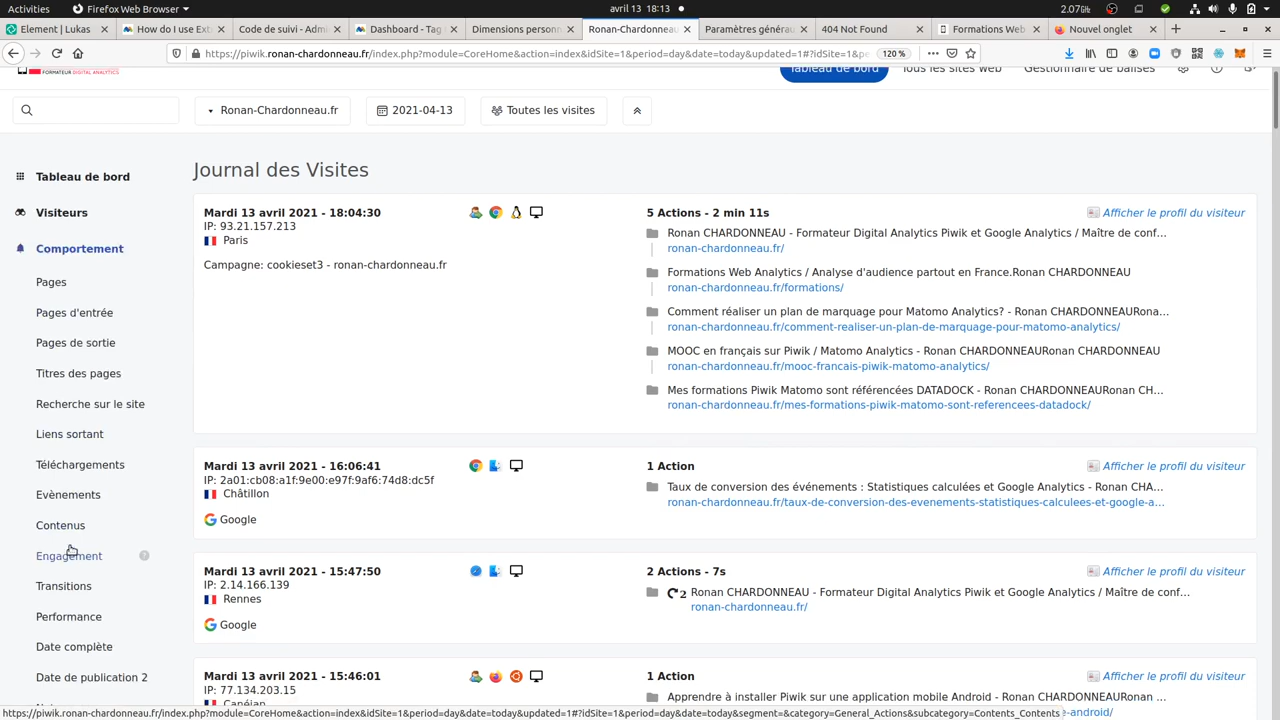 Activities
Firefox Web Browser
avril 13 18:13
2.07
Element | Lukas
How do I use Ext
Code de suivi - Admi
Dashboard - Tag
Dimensions personn
Ronan-Chardonneau
Paramètres généraux
404 Not Found
Formations Web
Nouvel onglet
https://piwik.ronan-chardonneau.fr/index.php?module=CoreHome&action=index&idSite=1&period=day&date=today&updated=1#?idSite=1&pe
120 %
FORMATEUR DIGITAL ANALYTICS
Tableau de bord
Tous les sites web
Gestionnaire de balises
Ronan-Chardonneau.fr
2021-04-13
Toutes les visites
Tableau de bord
Visiteurs
Comportement
Pages
Pages d'entrée
Pages de sortie
Titres des pages
Recherche sur le site
Liens sortant
Téléchargements
Evènements
Contenus
Engagement
?
Transitions
Performance
Date complète
Date de publication 2
Journal des Visites
Mardi 13 avril 2021 - 18:04:30
IP: 93.21.157.213
Paris
Campagne: cookieset3 - ronan-chardonneau.fr
5 Actions - 2 min 11s
Afficher le profil du visiteur
Ronan CHARDONNEAU - Formateur Digital Analytics Piwik et Google Analytics / Maître de conf...
ronan-chardonneau.fr/
Formations Web Analytics / Analyse d'audience partout en France.Ronan CHARDONNEAU
ronan-chardonneau.fr/formations/
Comment réaliser un plan de marquage pour Matomo Analytics? - Ronan CHARDONNEAURona...
ronan-chardonneau.fr/comment-realiser-un-plan-de-marquage-pour-matomo-analytics/
MOOC en français sur Piwik / Matomo Analytics - Ronan CHARDONNEAURonan CHARDONNEAU
ronan-chardonneau.fr/mooc-francais-piwik-matomo-analytics/
Mes formations Piwik Matomo sont référencées DATADOCK - Ronan CHARDONNEAURonan CH...
ronan-chardonneau.fr/mes-formations-piwik-matomo-sont-referencees-datadock/
Mardi 13 avril 2021 - 16:06:41
IP: 2a01:cb08:a1f:9e00:e97f:9af6:74d8:dc5f
Châtillon
Google
1 Action
Afficher le profil du visiteur
Taux de conversion des événements : Statistiques calculées et Google Analytics - Ronan CHA...
ronan-chardonneau.fr/taux-de-conversion-des-evenements-statistiques-calculees-et-google-a...
Mardi 13 avril 2021 - 15:47:50
IP: 2.14.166.139
Rennes
Google
2 Actions - 7s
Afficher le profil du visiteur
2 Ronan CHARDONNEAU - Formateur Digital Analytics Piwik et Google Analytics / Maître de conf...
ronan-chardonneau.fr/
Mardi 13 avril 2021 - 15:46:01
IP: 77.134.203.15
Canéjan
1 Action
Afficher le profil du visiteur
Apprendre à installer Piwik sur une application mobile Android - Ronan CHARDONNEAURonan ...
e-android/
https://piwik.ronan-chardonneau.fr/index.php?module=CoreHome&action=index&idSite=1&period=day&date=today&updated=1#?idSite=1&period=day&date=today&segment=&category=General_Actions&subcategory=Contents_Contents